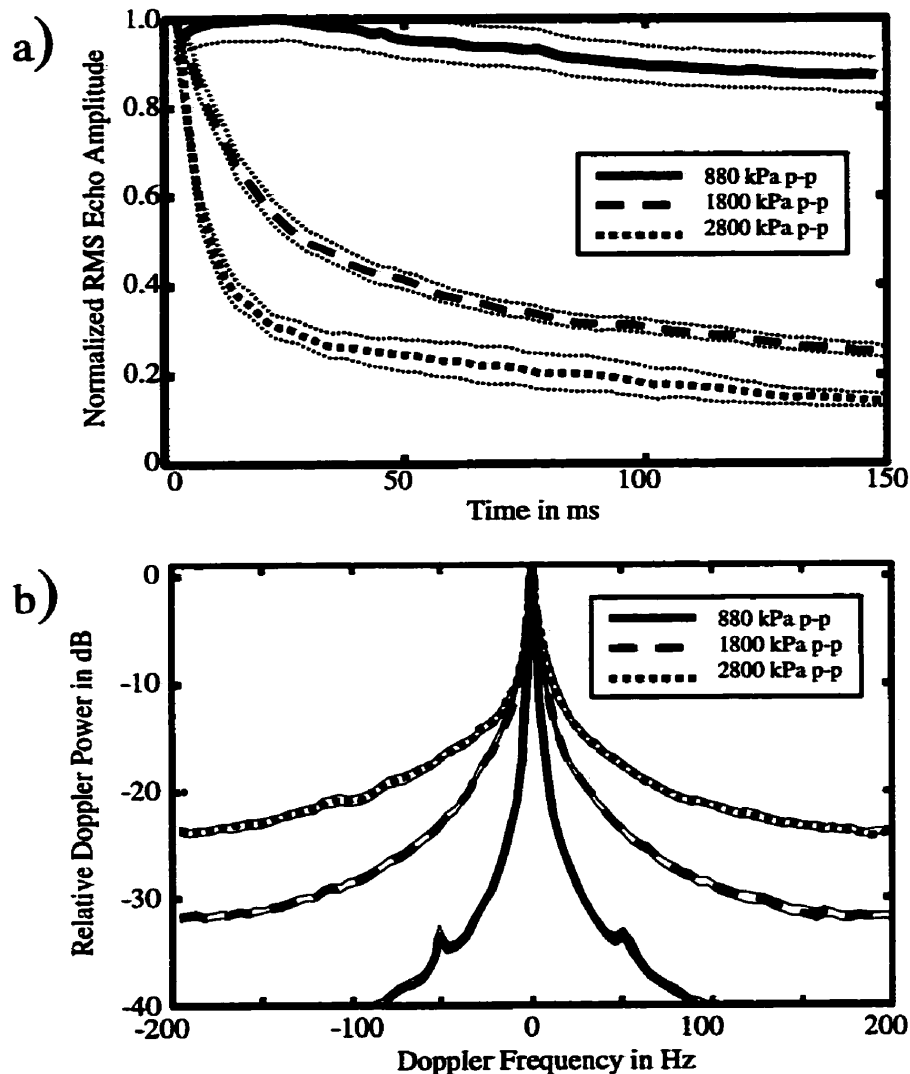 a)
1.0
0.8
0.6
0.4
0.2
0
Normalized RMS Echo Amplitude
880 kPa p-p
1800 kPa p-p
2800 kPa p-p
0
50
100
150
Time in ms
b)
0
-10
-20
-30
-40
Relative Doppler Power in dB
880 kPa p-p
1800 kPa p-p
2800 kPa p-p
-200
-100
0
100
200
Doppler Frequency in Hz